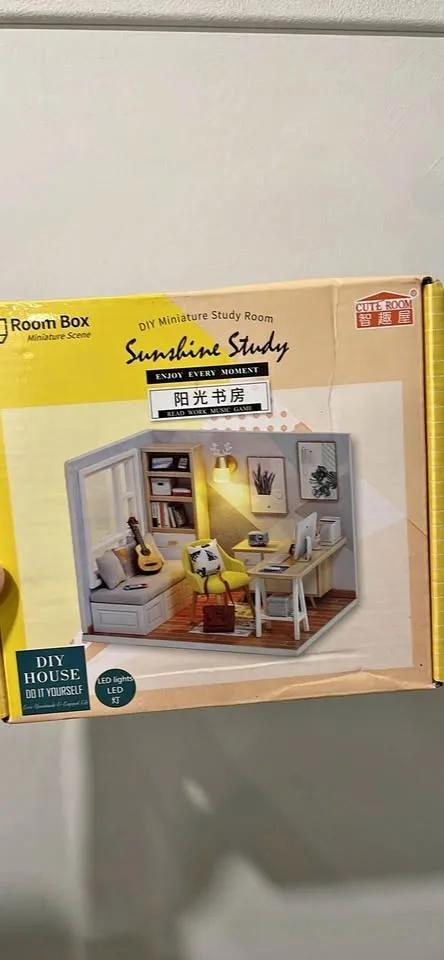 Room Box
Miniature Scene
DIY Miniature Study Room
Sunshine Study
ENJOY EVERY MOMENT
阳光书房
READ WORK MUSIC GAME
CUTE ROOM
智趣屋
DIY
HOUSE
DO IT YOURSELF
LED lights
LED
灯